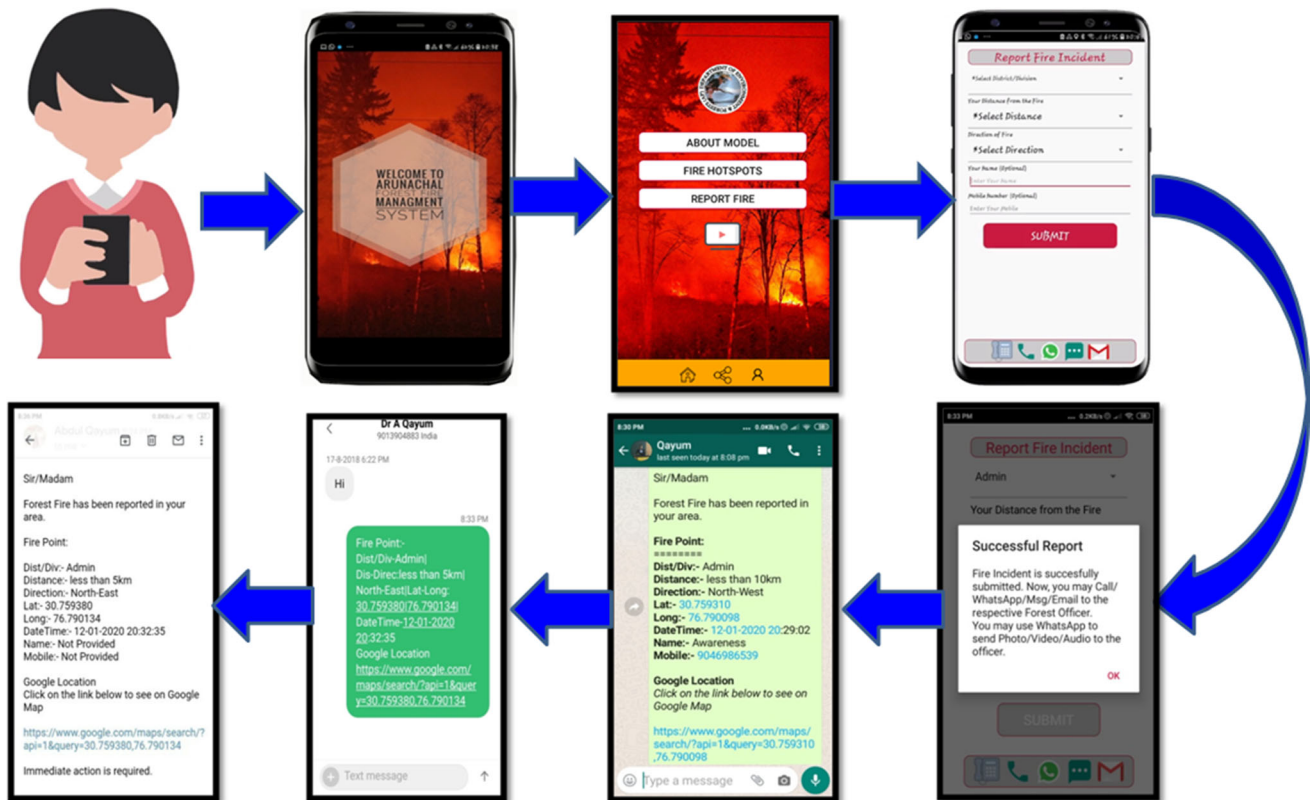 WELCOME TO
ARUNACHAL
FOREST FIRE
MANAGMENT
SYSTEM
ABOUT MODEL
FIRE HOTSPOTS
REPORT FIRE
Report Fire Incident
*Select District/Division
Your Distance from the Fire
*Select Distance
Direction of Fire
*Select Direction
Your Name (Optional)
Enter Your Name
Mobile Number (Optional)
Enter Your Mobile
SUBMIT
8:33 PM
0.2KB/s
Report Fire Incident
Admin
Your Distance from the Fire
Successful Report
Fire Incident is succesfully
submitted. Now, you may Call/
WhatsApp/Msg/Email to the
respective Forest Officer.
You may use WhatsApp to
send Photo/Video/Audio to the
officer.
OK
SUBMIT
8:30 PM
0.0KB/s
Qayum
last seen today at 8:08 pm
Sir/Madam
Forest Fire has been reported in
your area.
Fire Point:
========
Dist/Div:- Admin
Distance:- less than 10km
Direction:- North-West
Lat:- 30.759310
Long:- 76.790098
DateTime:- 12-01-2020 20:29:02
Name:- Awareness
Mobile:- 9046986539
Google Location
Click on the link below to see on
Google Map
https://www.google.com/maps/
search/?api=1&query=30.759310
,76.790098
Type a message
Dr A Qayum
9013904883 India
17-8-2018 6:22 PM
Hi
8:33 PM
Fire Point:-
Dist/Div-Admin|
Dis-Direc:less than 5km|
North-East|Lat-Long:
30.759380|76.790134|
DateTime-12-01-2020
20:32:35
Google Location
https://www.google.com/
maps/search/?api=1&quer
y=30.759380,76.790134
Text message
8:36 PM
Abdul Qayum
Sir/Madam
Forest Fire has been reported in your
area.
Fire Point:
Dist/Div:- Admin
Distance:- less than 5km
Direction:- North-East
Lat:- 30.759380
Long:- 76.790134
DateTime:- 12-01-2020 20:32:35
Name:- Not Provided
Mobile:- Not Provided
Google Location
Click on the link below to see on Google
Map
https://www.google.com/maps/search/?
api=1&query=30.759380,76.790134
Immediate action is required.